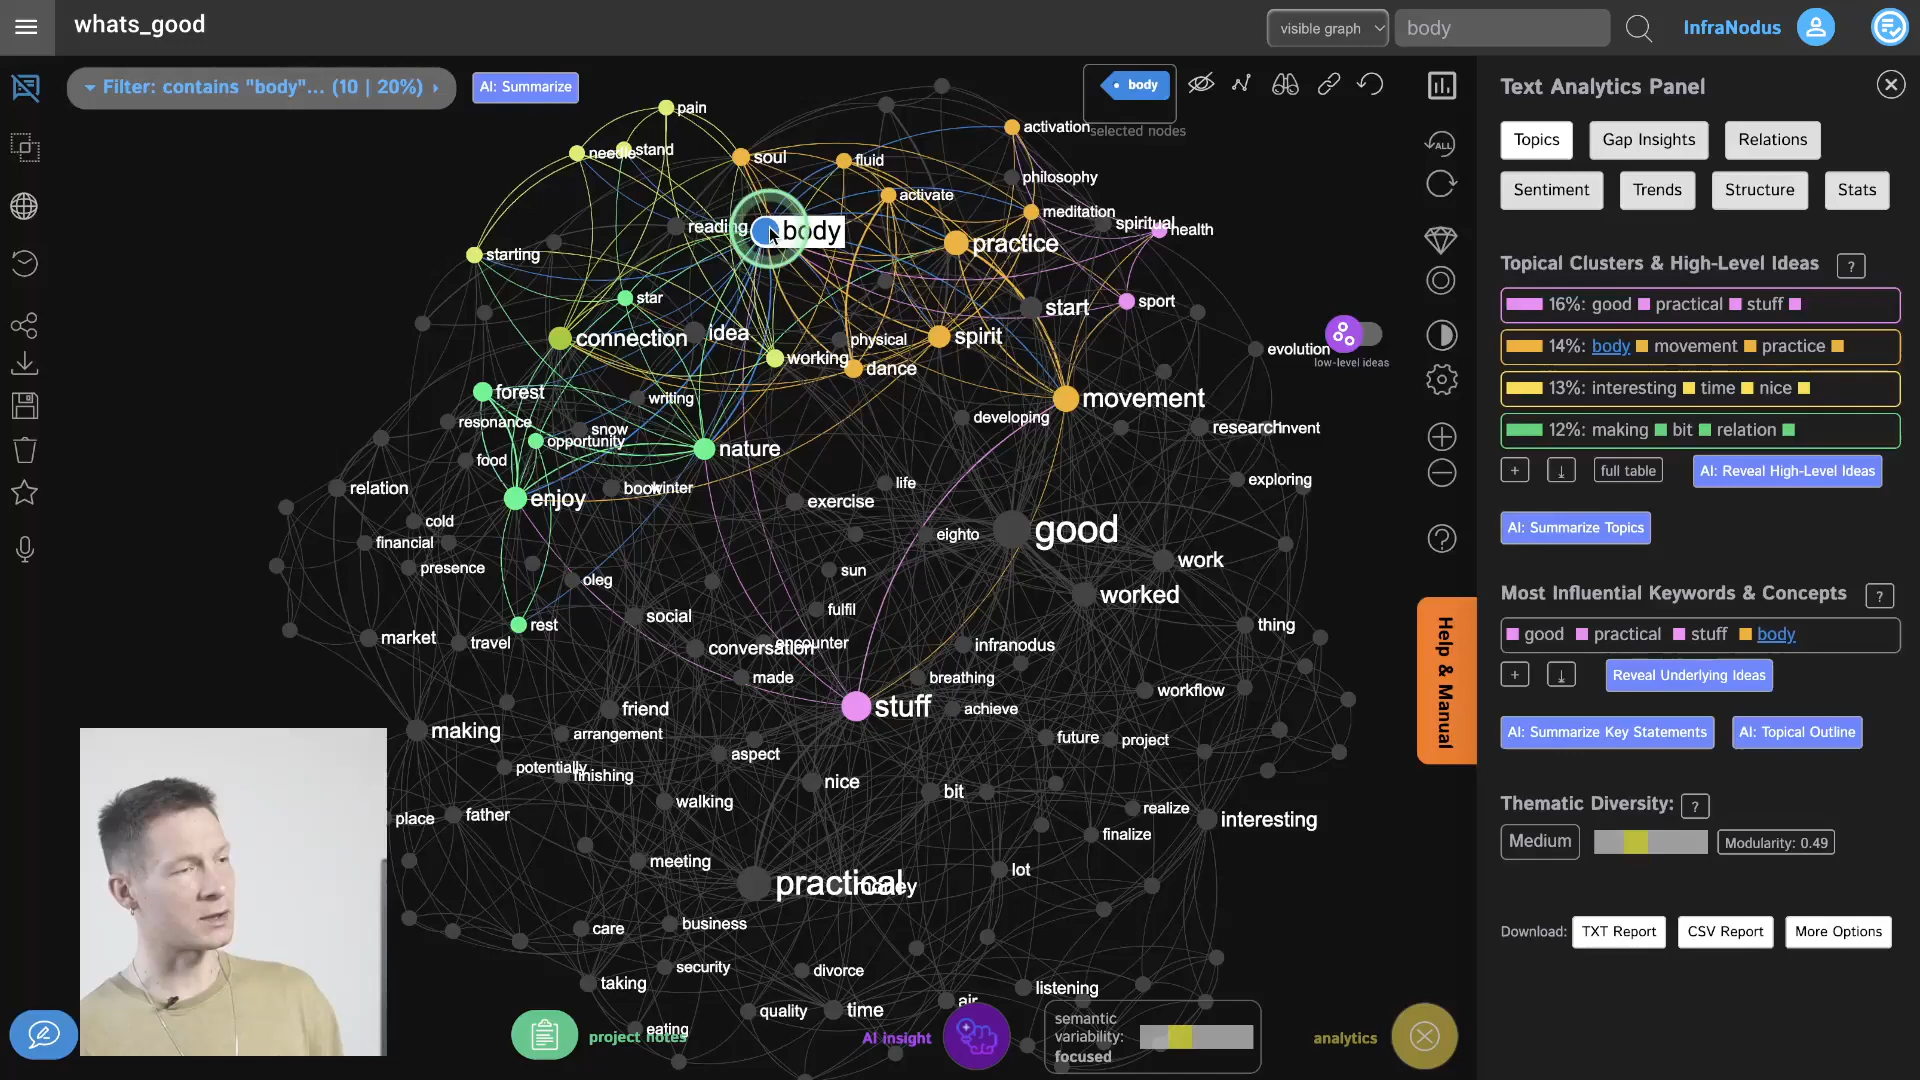 whats_good
visible graph
body
InfraNodus
Filter: contains "body"... (10 | 20%)
AI: Summarize
body
selected nodes
pain
needle
stand
soul
fluid
activation
philosophy
activate
meditation
spiritual
health
reading
body
practice
starting
star
start
sport
connection
idea
working
physical
spirit
dance
evolution
low-level ideas
forest
writing
movement
resonance
snow
opportunity
developing
research
food
nature
relation
enjoy
winter
life
exercise
exploring
cold
good
financial
eighto
presence
oleg
sun
work
worked
fulfil
rest
social
market
travel
conversation
encounter
infranodus
thing
made
breathing
workflow
stuff
achieve
friend
making
arrangement
aspect
future
project
potentially
finishing
nice
bit
walking
realize
place
father
finalize
interesting
meeting
lot
practical
money
care
business
security
divorce
taking
listening
quality
time
air
eating
project notes
AI insight
semantic
variability:
focused
analytics
ALL
Help & Manual
Text Analytics Panel
Topics
Gap Insights
Relations
Sentiment
Trends
Structure
Stats
Topical Clusters & High-Level Ideas ?
16%: good practical stuff
14%: body movement practice
13%: interesting time nice
12%: making bit relation
+
full table
AI: Reveal High-Level Ideas
AI: Summarize Topics
Most Influential Keywords & Concepts ?
good practical stuff body
+
Reveal Underlying Ideas
AI: Summarize Key Statements
AI: Topical Outline
Thematic Diversity: ?
Medium
Modularity: 0.49
Download: TXT Report CSV Report More Options